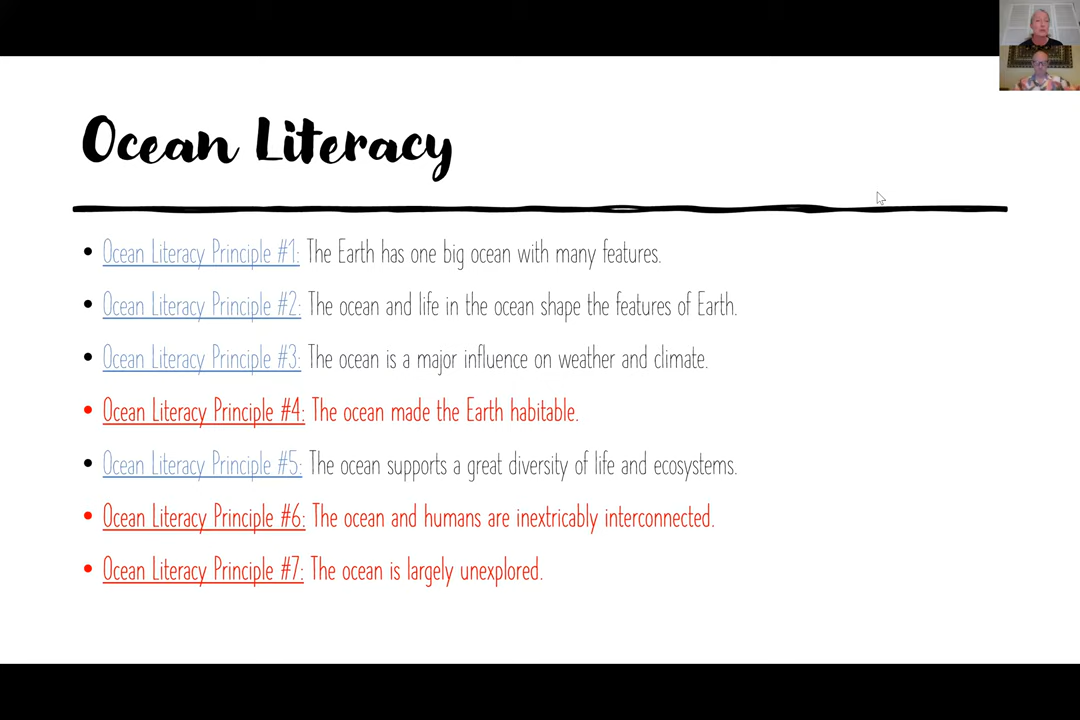 Ocean Literacy
Ocean Literacy Principle #1: The Earth has one big ocean with many features.
Ocean Literacy Principle #2: The ocean and life in the ocean shape the features of Earth.
Ocean Literacy Principle #3: The ocean is a major influence on weather and climate.
Ocean Literacy Principle #4: The ocean made the Earth habitable.
Ocean Literacy Principle #5: The ocean supports a great diversity of life and ecosystems.
Ocean Literacy Principle #6: The ocean and humans are inextricably interconnected.
Ocean Literacy Principle #7: The ocean is largely unexplored.